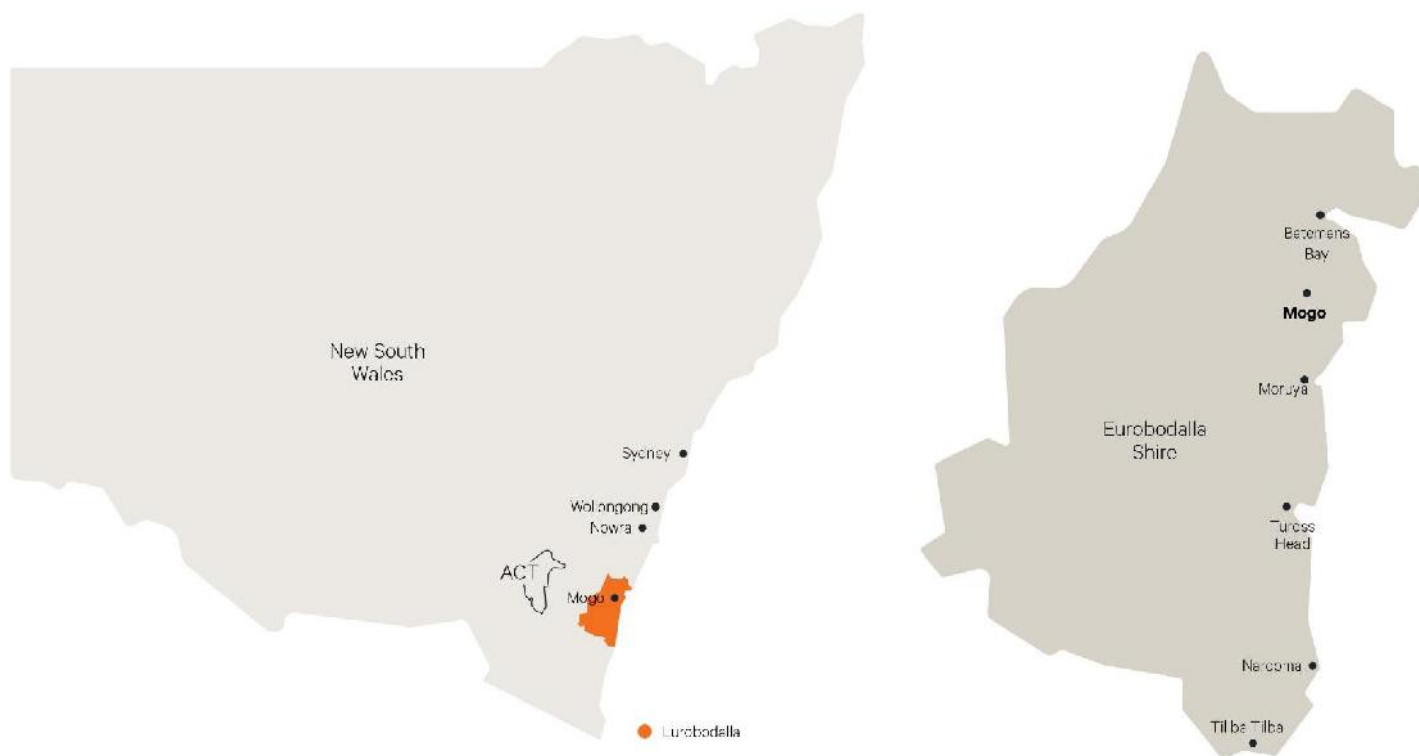 New South
Wales
Sydney
Wollongong
Nowra
ACT
Mogo
Eurobodalla
Batemans
Bay
Mogo
Moruya
Eurobodalla
Shire
Tuross
Head
Narooma
Tilba Tilba